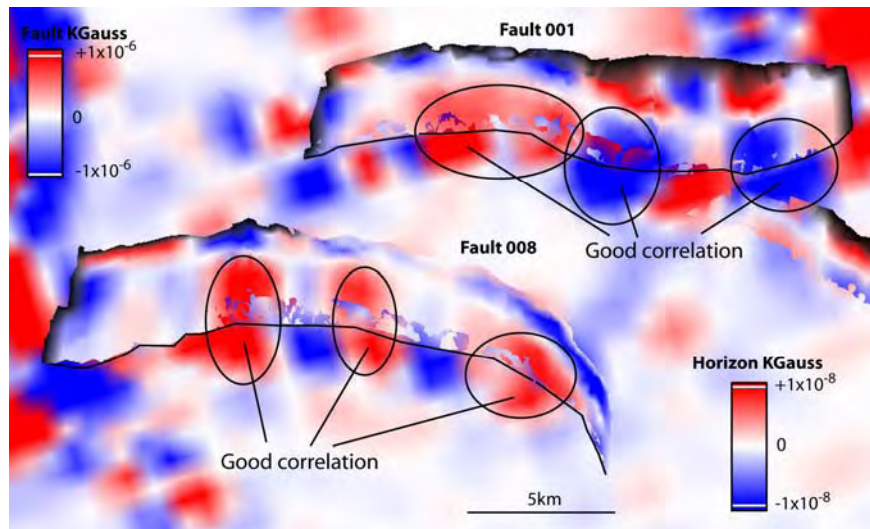 Fault KGauss
+1x10⁻⁶
0
-1x10⁻⁶
Fault 001
Good correlation
Fault 008
Good correlation
Horizon KGauss
+1x10⁻⁸
0
-1x10⁻⁸
5km